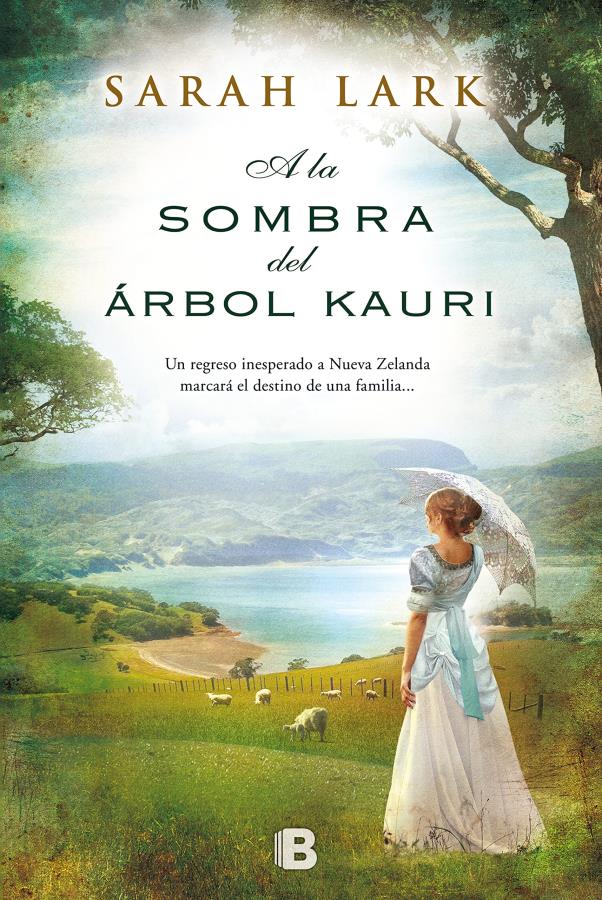 SARAH LARK
A la
SOMBRA
del
ÁRBOL KAURI
Un regreso inesperado a Nueva Zelanda
marcará el destino de una familia...
B